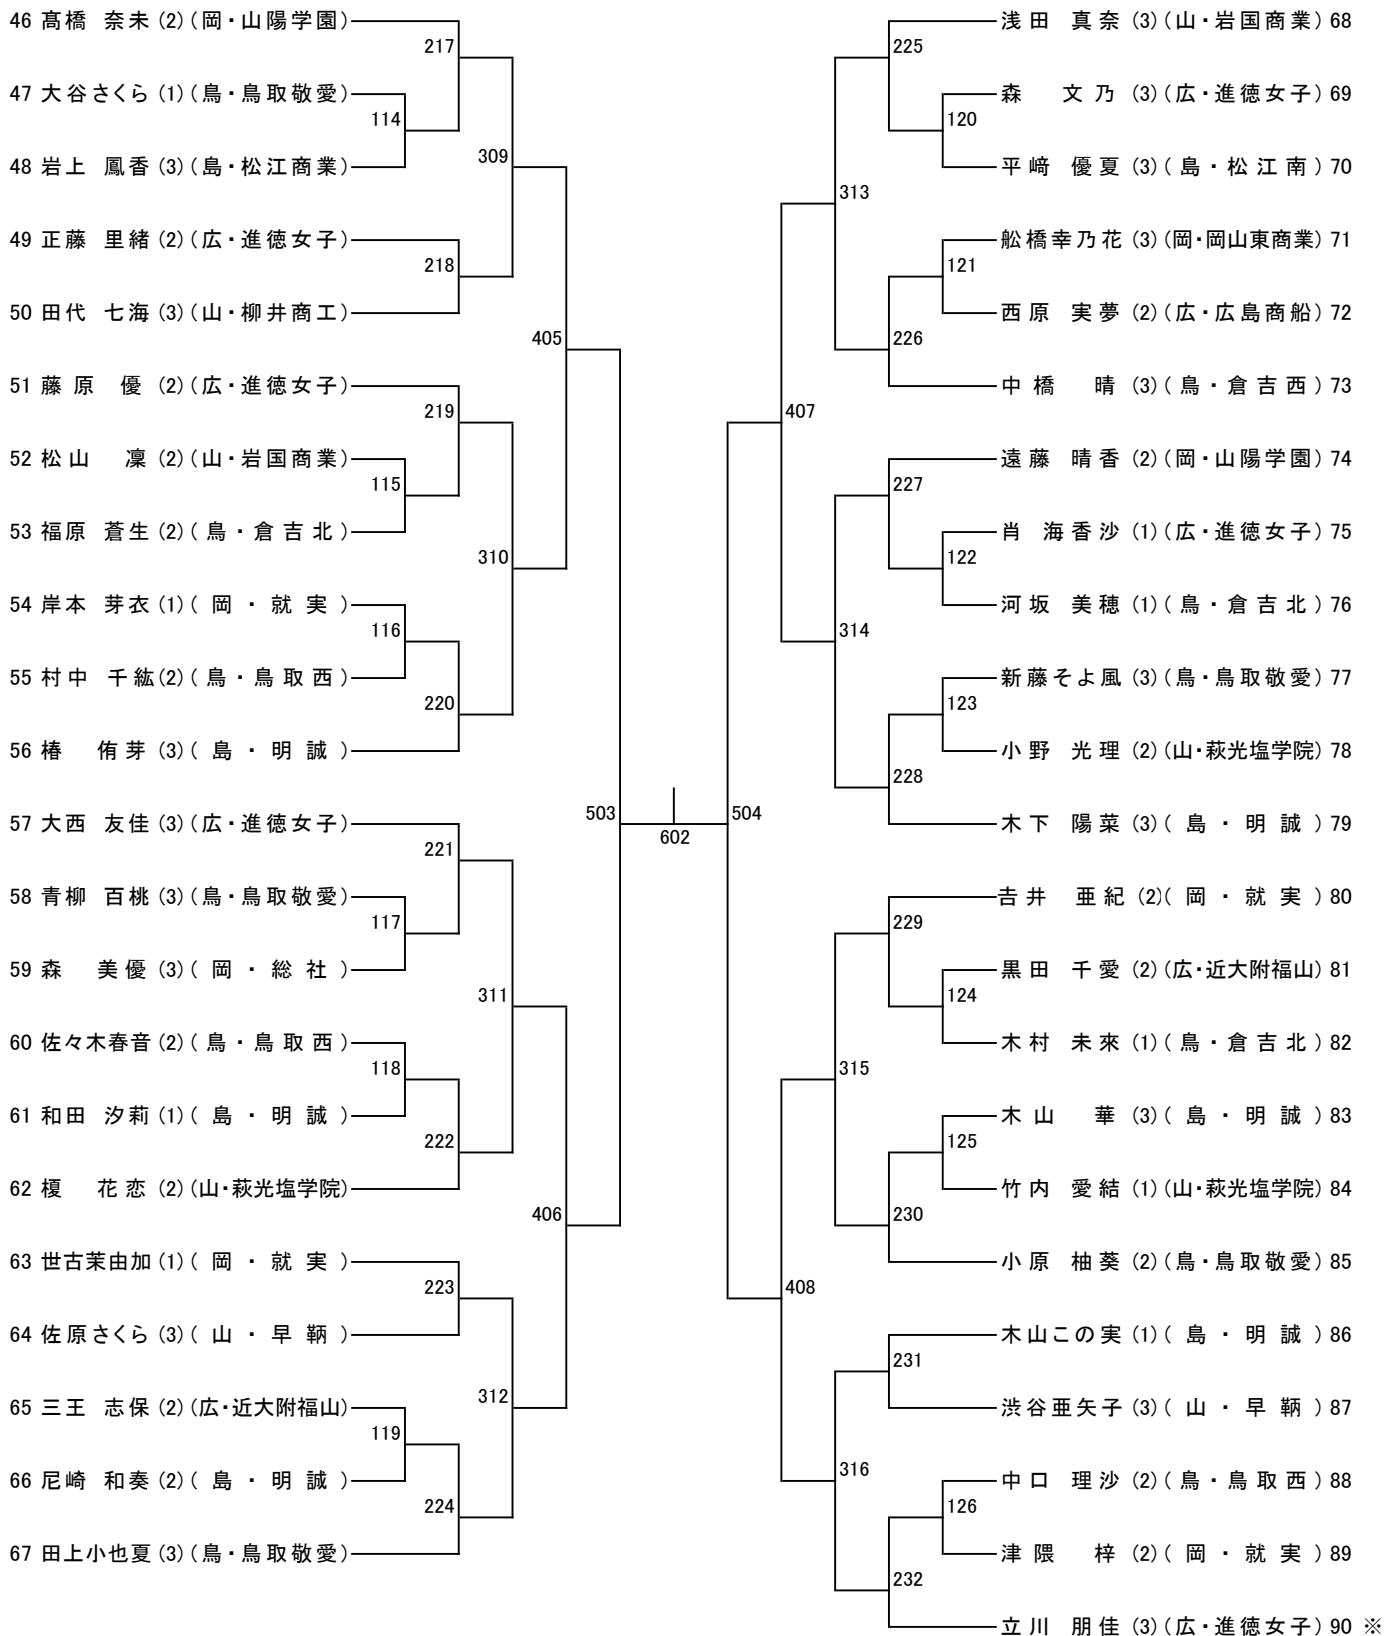 46 髙橋 奈未 (2)(岡・山陽学園)
217
47 大谷さくら (1)(鳥・鳥取敬愛)
114
48 岩上 鳳香 (3)(島・松江商業)
309
49 正藤 里緒 (2)(広・進徳女子)
218
50 田代 七海 (3)(山・柳井商工)
405
51 藤原 優 (2)(広・進徳女子)
219
52 松山 凜 (2)(山・岩国商業)
115
53 福原 蒼生 (2)(鳥・倉吉北)
310
54 岸本 芽衣 (1)(岡・就実)
116
55 村中 千紘(2)(鳥・鳥取西)
220
56 椿 侑芽 (3)(島・明誠)
503
57 大西 友佳 (3)(広・進徳女子)
221
58 青柳 百桃 (3)(鳥・鳥取敬愛)
117
59 森 美優 (3)(岡・総社)
311
60 佐々木春音 (2)(鳥・鳥取西)
118
61 和田 汐莉 (1)(島・明誠)
222
62 榎 花恋 (2)(山・萩光塩学院)
406
63 世古茉由加 (1)(岡・就実)
223
64 佐原さくら (3)(山・早鞆)
312
65 三王 志保 (2)(広・近大附福山)
119
66 尼崎 和奏 (2)(島・明誠)
224
67 田上小也夏 (3)(鳥・鳥取敬愛)
602
浅田 真奈 (3)(山・岩国商業) 68
225
森 文乃 (3)(広・進徳女子) 69
120
平﨑 優夏 (3)(島・松江南) 70
313
舩橋幸乃花 (3)(岡・岡山東商業) 71
121
西原 実夢 (2)(広・広島商船) 72
226
中橋 晴 (3)(鳥・倉吉西) 73
407
遠藤 晴香 (2)(岡・山陽学園) 74
227
肖 海香沙 (1)(広・進徳女子) 75
122
河坂 美穂 (1)(鳥・倉吉北) 76
314
新藤そよ風 (3)(鳥・鳥取敬愛) 77
123
小野 光理 (2)(山・萩光塩学院) 78
228
木下 陽菜 (3)(島・明誠) 79
504
𠮷井 亜紀 (2)(岡・就実) 80
229
黒田 千愛 (2)(広・近大附福山) 81
124
木村 未來 (1)(鳥・倉吉北) 82
315
木山 華 (3)(島・明誠) 83
125
竹内 愛結 (1)(山・萩光塩学院) 84
230
小原 柚葵 (2)(鳥・鳥取敬愛) 85
408
木山この実 (1)(島・明誠) 86
231
渋谷亜矢子 (3)(山・早鞆) 87
316
中口 理沙 (2)(鳥・鳥取西) 88
126
津隈 梓 (2)(岡・就実) 89
232
立川 朋佳 (3)(広・進徳女子) 90 ※